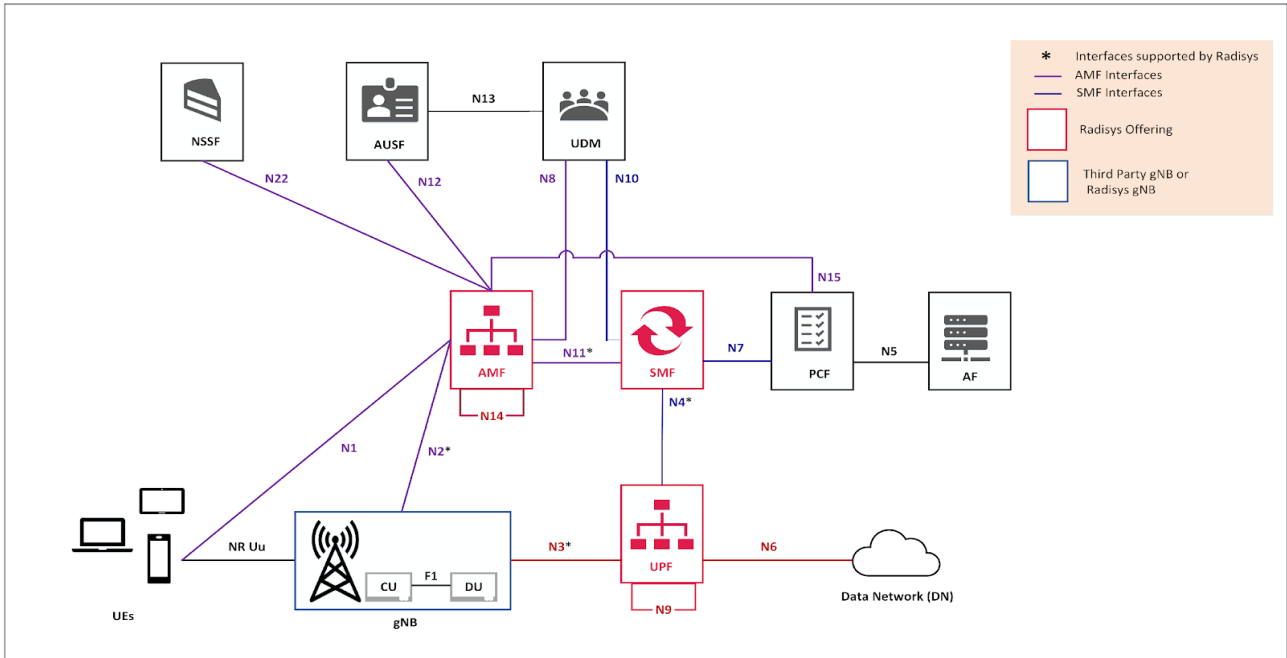 * Interfaces supported by Radisys
AMF Interfaces
SMF Interfaces
Radisys Offering
Third Party gNB or
Radisys gNB
NSSF
AUSF
N13
UDM
N22
N12
N8
N10
N15
AMF
N11*
SMF
N7
PCF
N5
AF
N14
N4*
N1
N2*
NR Uu
CU
F1
DU
N3*
UPF
N6
N9
UEs
gNB
Data Network (DN)